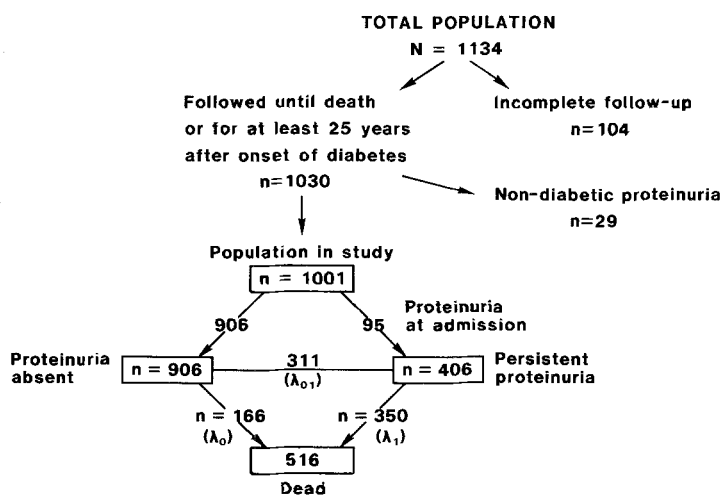 TOTAL POPULATION
N = 1134
Followed until death
or for at least 25 years
after onset of diabetes
n=1030
Incomplete follow-up
n=104
Non-diabetic proteinuria
n=29
Population in study
n = 1001
906
95
Proteinuria
at admission
Proteinuria
absent
n = 906
311
(λ01)
n = 406
Persistent
proteinuria
n = 166
(λ0)
n = 350
(λ1)
516
Dead